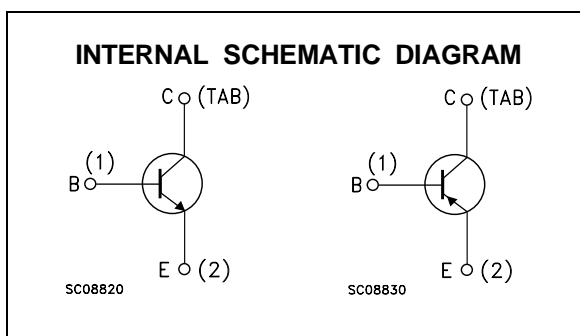 INTERNAL SCHEMATIC DIAGRAM
C (TAB)
C (TAB)
(1)
(1)
B
B
E (2)
E (2)
SC08820
SC08830